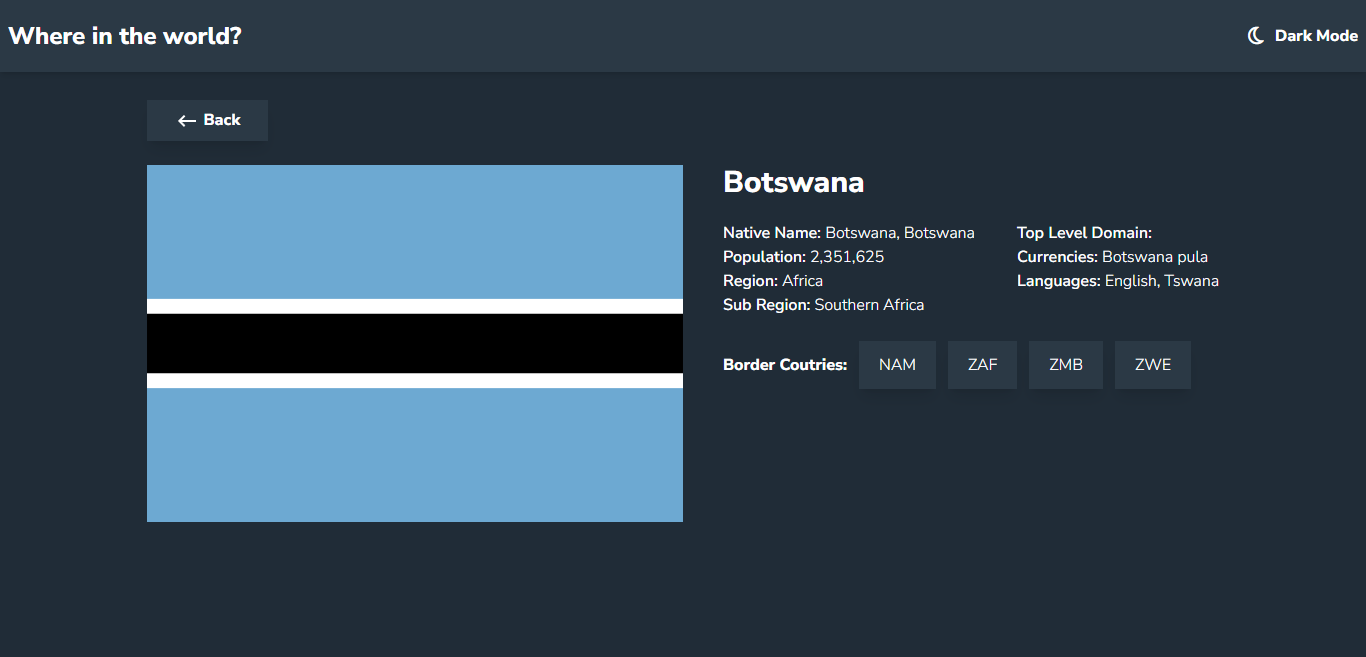 Where in the world?
Dark Mode
Back
Botswana
Native Name: Botswana, Botswana
Population: 2,351,625
Region: Africa
Sub Region: Southern Africa
Top Level Domain:
Currencies: Botswana pula
Languages: English, Tswana
Border Coutries: NAM ZAF ZMB ZWE